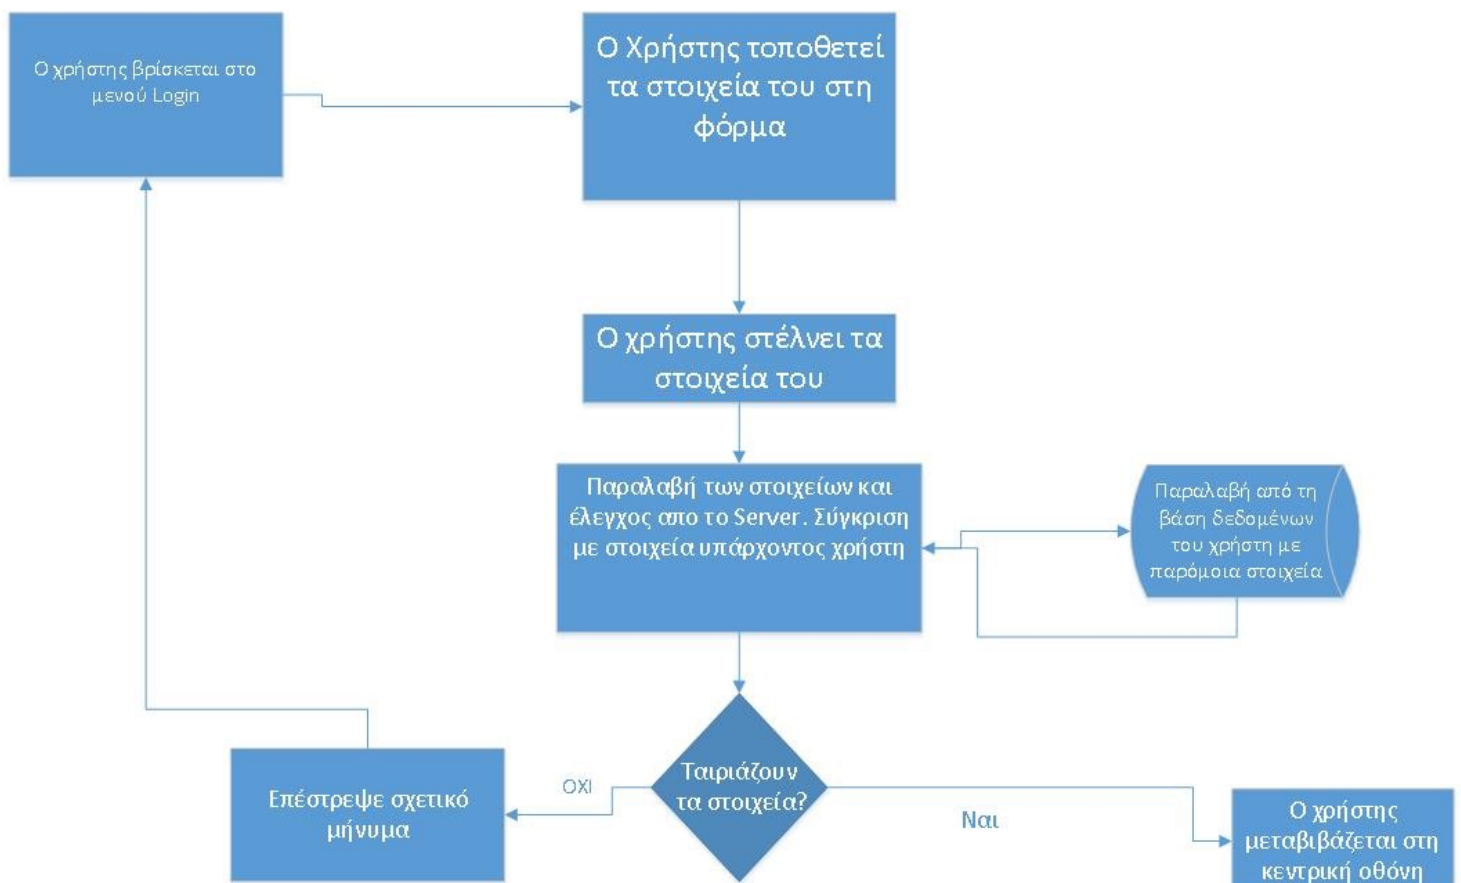 Ο χρήστης βρίσκεται στο
μενού Login
Ο Χρήστης τοποθετεί
τα στοιχεία του στη
φόρμα
Ο χρήστης στέλνει τα
στοιχεία του
Παραλαβή των στοιχείων και
έλεγχος απο το Server. Σύγκριση
με στοιχεία υπάρχοντος χρήστη
Παραλαβή από τη
βάση δεδομένων
του χρήστη με
παρόμοια στοιχεία
Ταιριάζουν
τα στοιχεία?
ΟΧΙ
Επέστρεψε σχετικό
μήνυμα
Ναι
Ο χρήστης
μεταβιβάζεται στη
κεντρική οθόνη